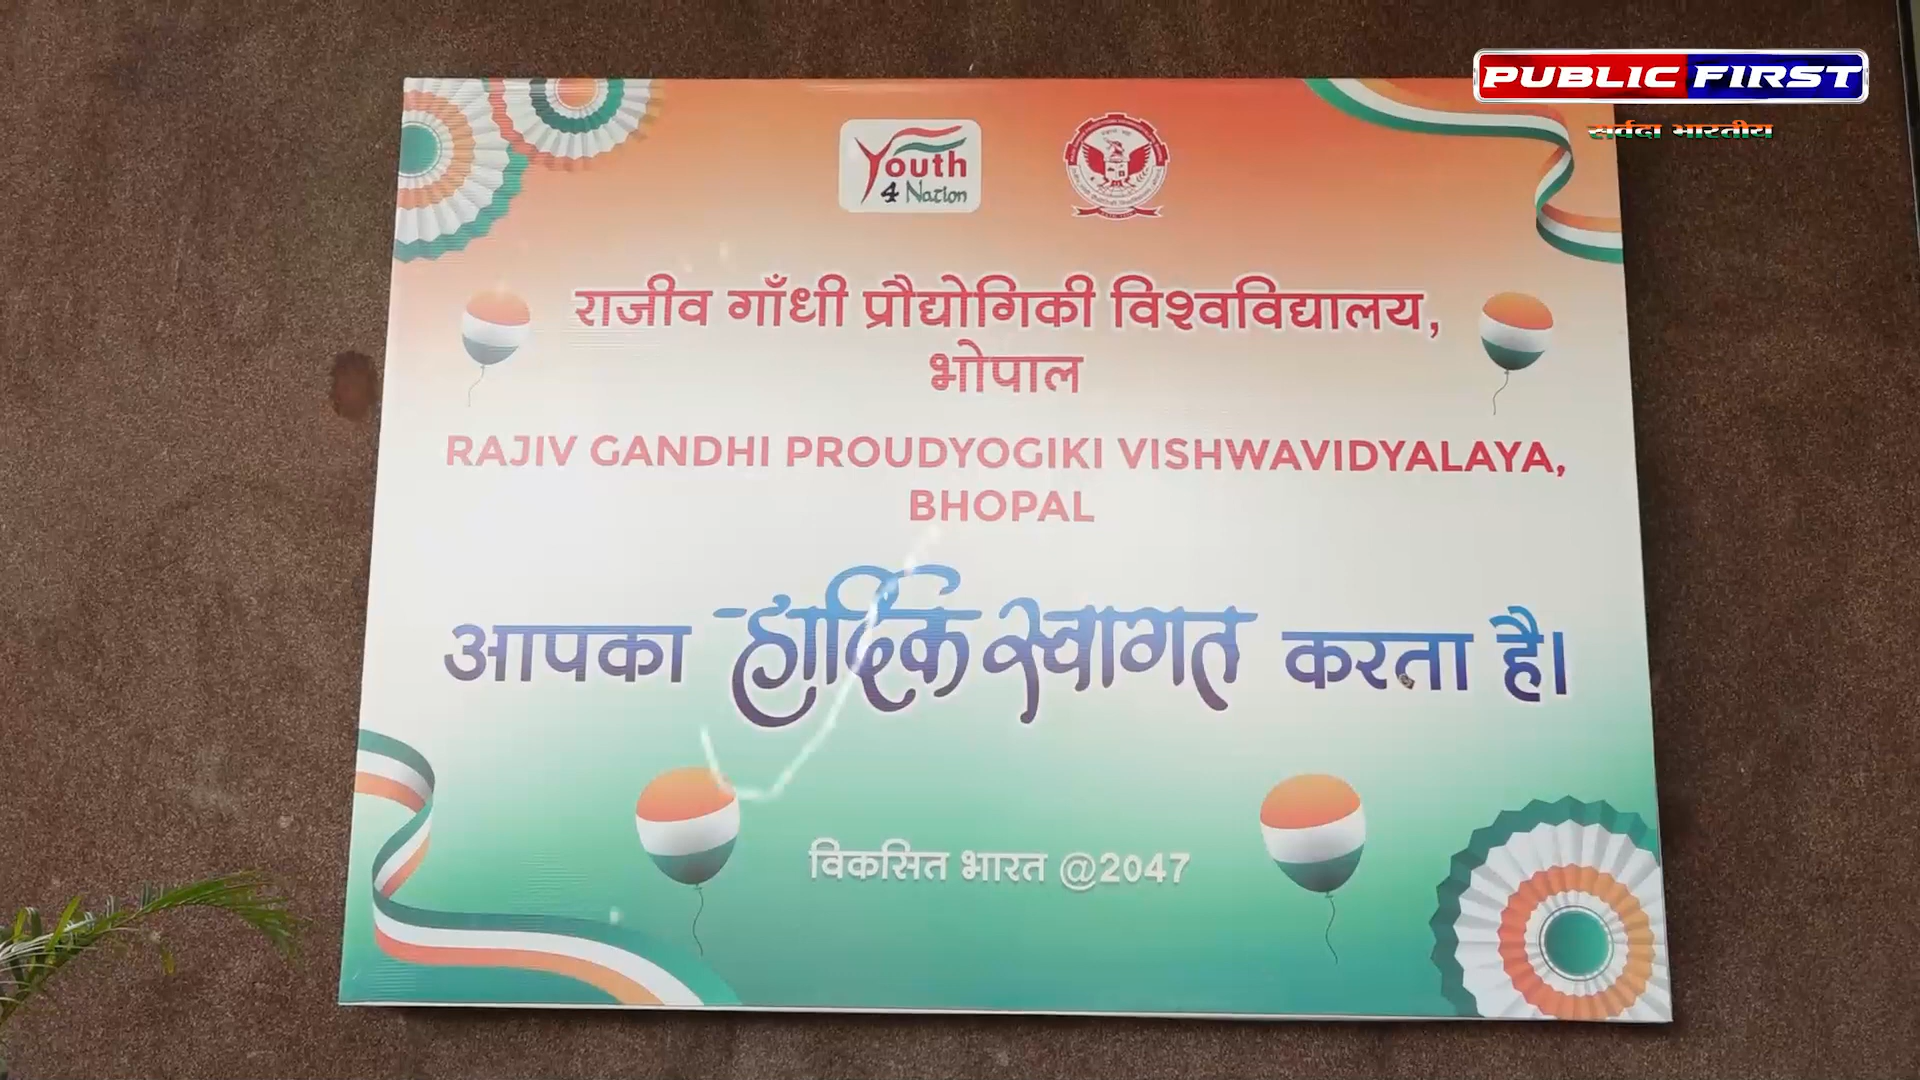 PUBLIC FIRST
सर्वदा भारतीय
Youth
4 Nation
राजीव गाँधी प्रौद्योगिकी विश्वविद्यालय,
भोपाल
RAJIV GANDHI PROUDYOGIKI VISHWAVIDYALAYA,
BHOPAL
आपका हार्दिक स्वागत करता है।
विकसित भारत @2047